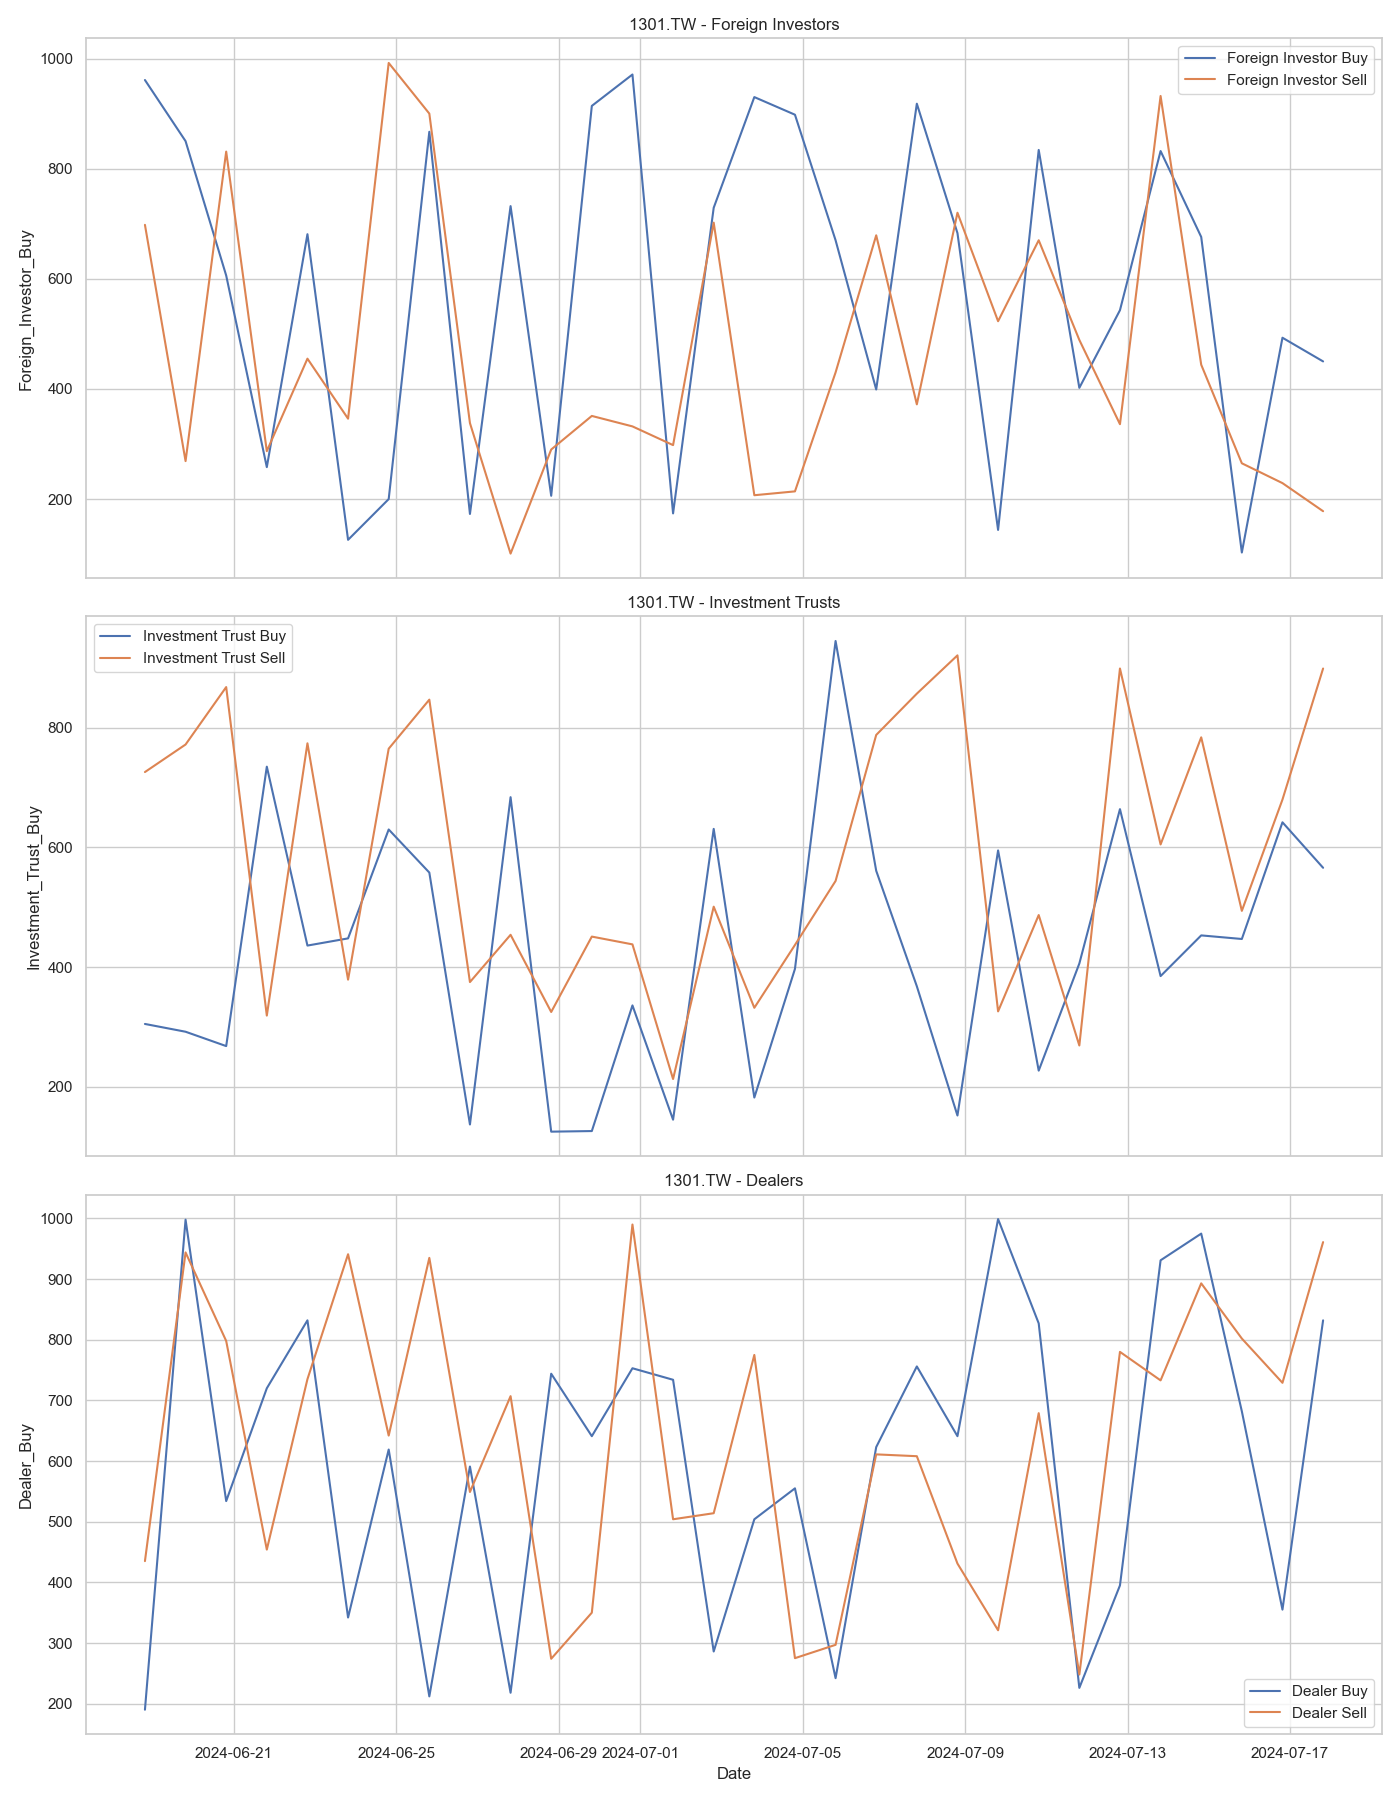 1301.TW - Foreign Investors
Foreign Investor Buy
Foreign Investor Sell
Foreign_Investor_Buy
1000
800
600
400
200
1301.TW - Investment Trusts
Investment Trust Buy
Investment Trust Sell
Investment_Trust_Buy
800
600
400
200
1301.TW - Dealers
Dealer_Buy
1000
900
800
700
600
500
400
300
200
Dealer Buy
Dealer Sell
2024-06-21 2024-06-25 2024-06-29 2024-07-01 2024-07-05 2024-07-09 2024-07-13 2024-07-17
Date